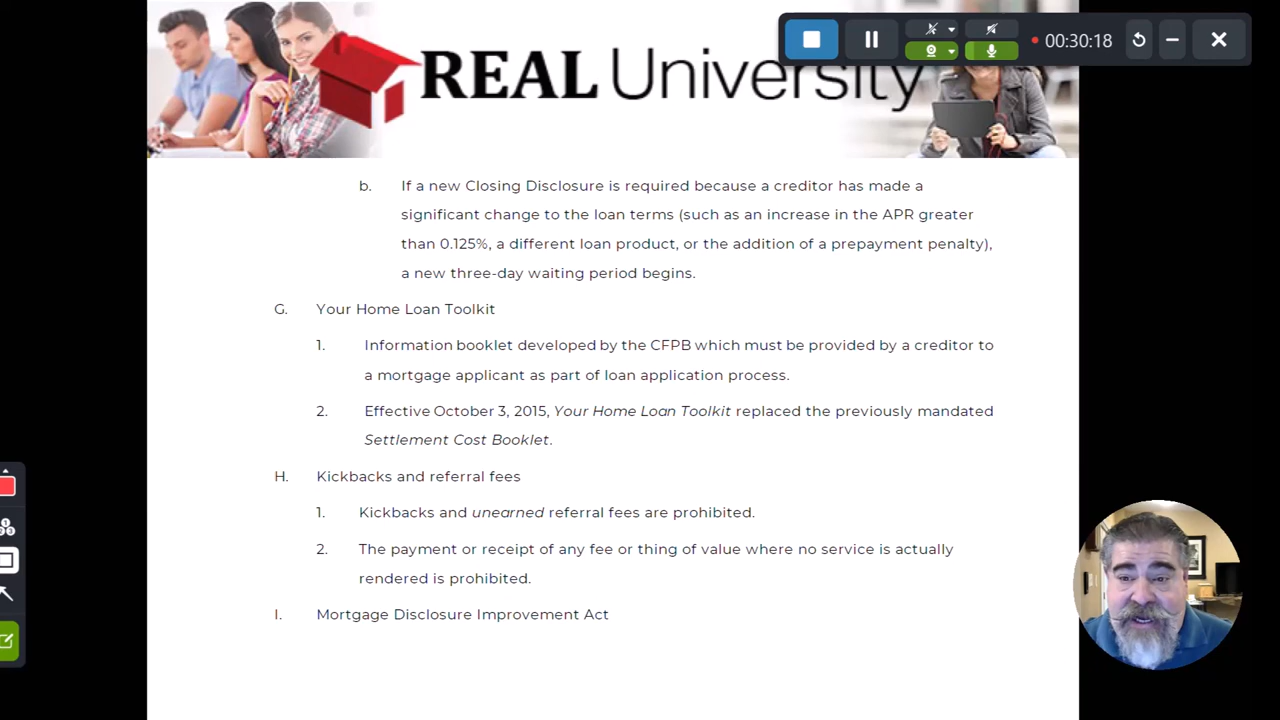 REAL University
00:30:18
b. If a new Closing Disclosure is required because a creditor has made a
significant change to the loan terms (such as an increase in the APR greater
than 0.125%, a different loan product, or the addition of a prepayment penalty),
a new three-day waiting period begins.
G. Your Home Loan Toolkit
1. Information booklet developed by the CFPB which must be provided by a creditor to
a mortgage applicant as part of loan application process.
2. Effective October 3, 2015, Your Home Loan Toolkit replaced the previously mandated
Settlement Cost Booklet.
H. Kickbacks and referral fees
1. Kickbacks and unearned referral fees are prohibited.
2. The payment or receipt of any fee or thing of value where no service is actually
rendered is prohibited.
I. Mortgage Disclosure Improvement Act